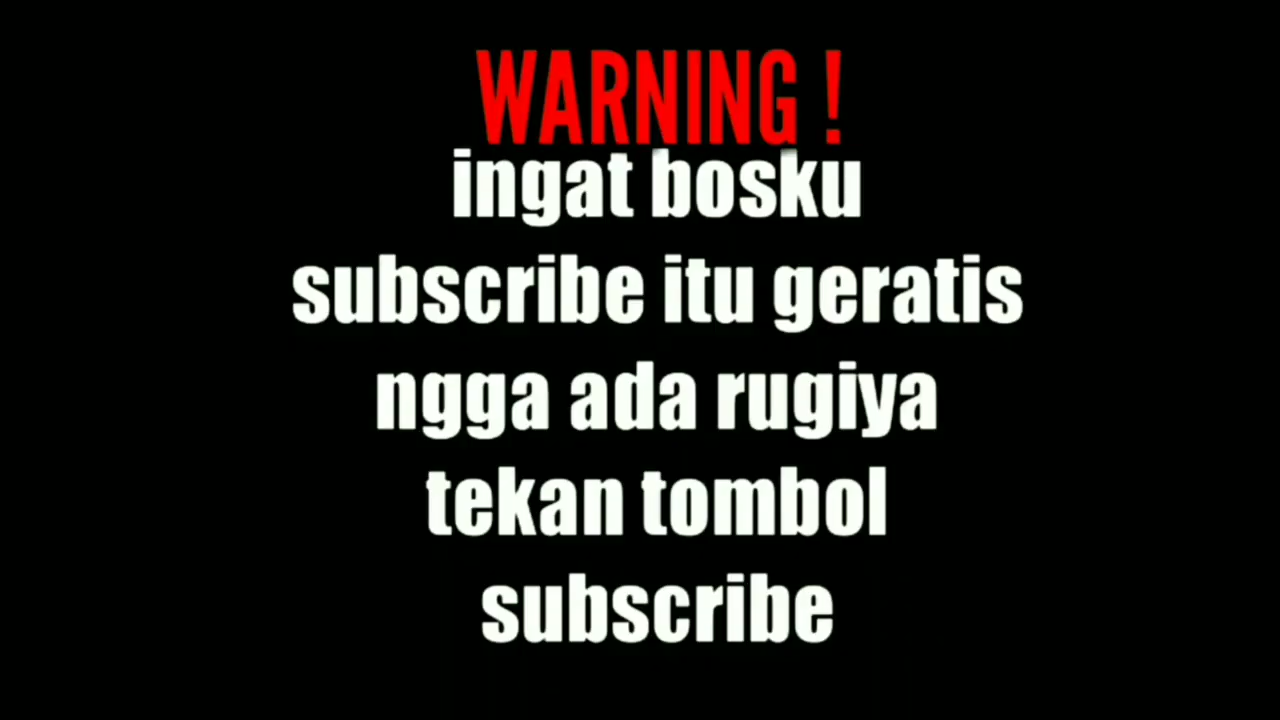 WARNING !
ingat bosku
subscribe itu geratis
ngga ada rugiya
tekan tombol
subscribe